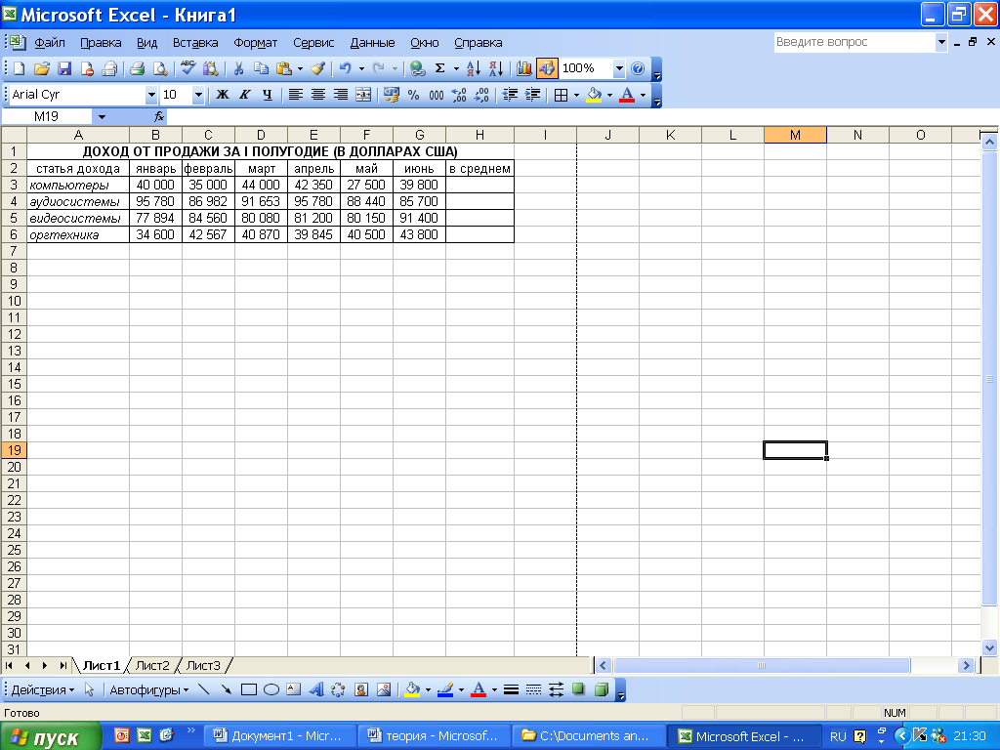 Microsoft Excel - Книга1
Файл Правка Вид Вставка Формат Сервис Данные Окно Справка Введите вопрос
100%
Arial Cyr 10 Ж К Ч % 000
M19 fx
A B C D E F G H I J K L M N O
1 ДОХОД ОТ ПРОДАЖИ ЗА I ПОЛУГОДИЕ (В ДОЛЛАРАХ США)
2 статья дохода январь февраль март апрель май июнь в среднем
3 компьютеры 40 000 35 000 44 000 42 350 27 500 39 800
4 аудиосистемы 95 780 86 982 91 653 95 780 88 440 85 700
5 видеосистемы 77 894 84 560 80 080 81 200 80 150 91 400
6 оргтехника 34 600 42 567 40 870 39 845 40 500 43 800
7
8
9
10
11
12
13
14
15
16
17
18
19
20
21
22
23
24
25
26
27
28
29
30
31
Лист1 Лист2 Лист3
Действия Автофигуры
Готово NUM
пуск Документ1 - Micr... теория - Microsof... C:\Documents an... Microsoft Excel - ... RU 21:30